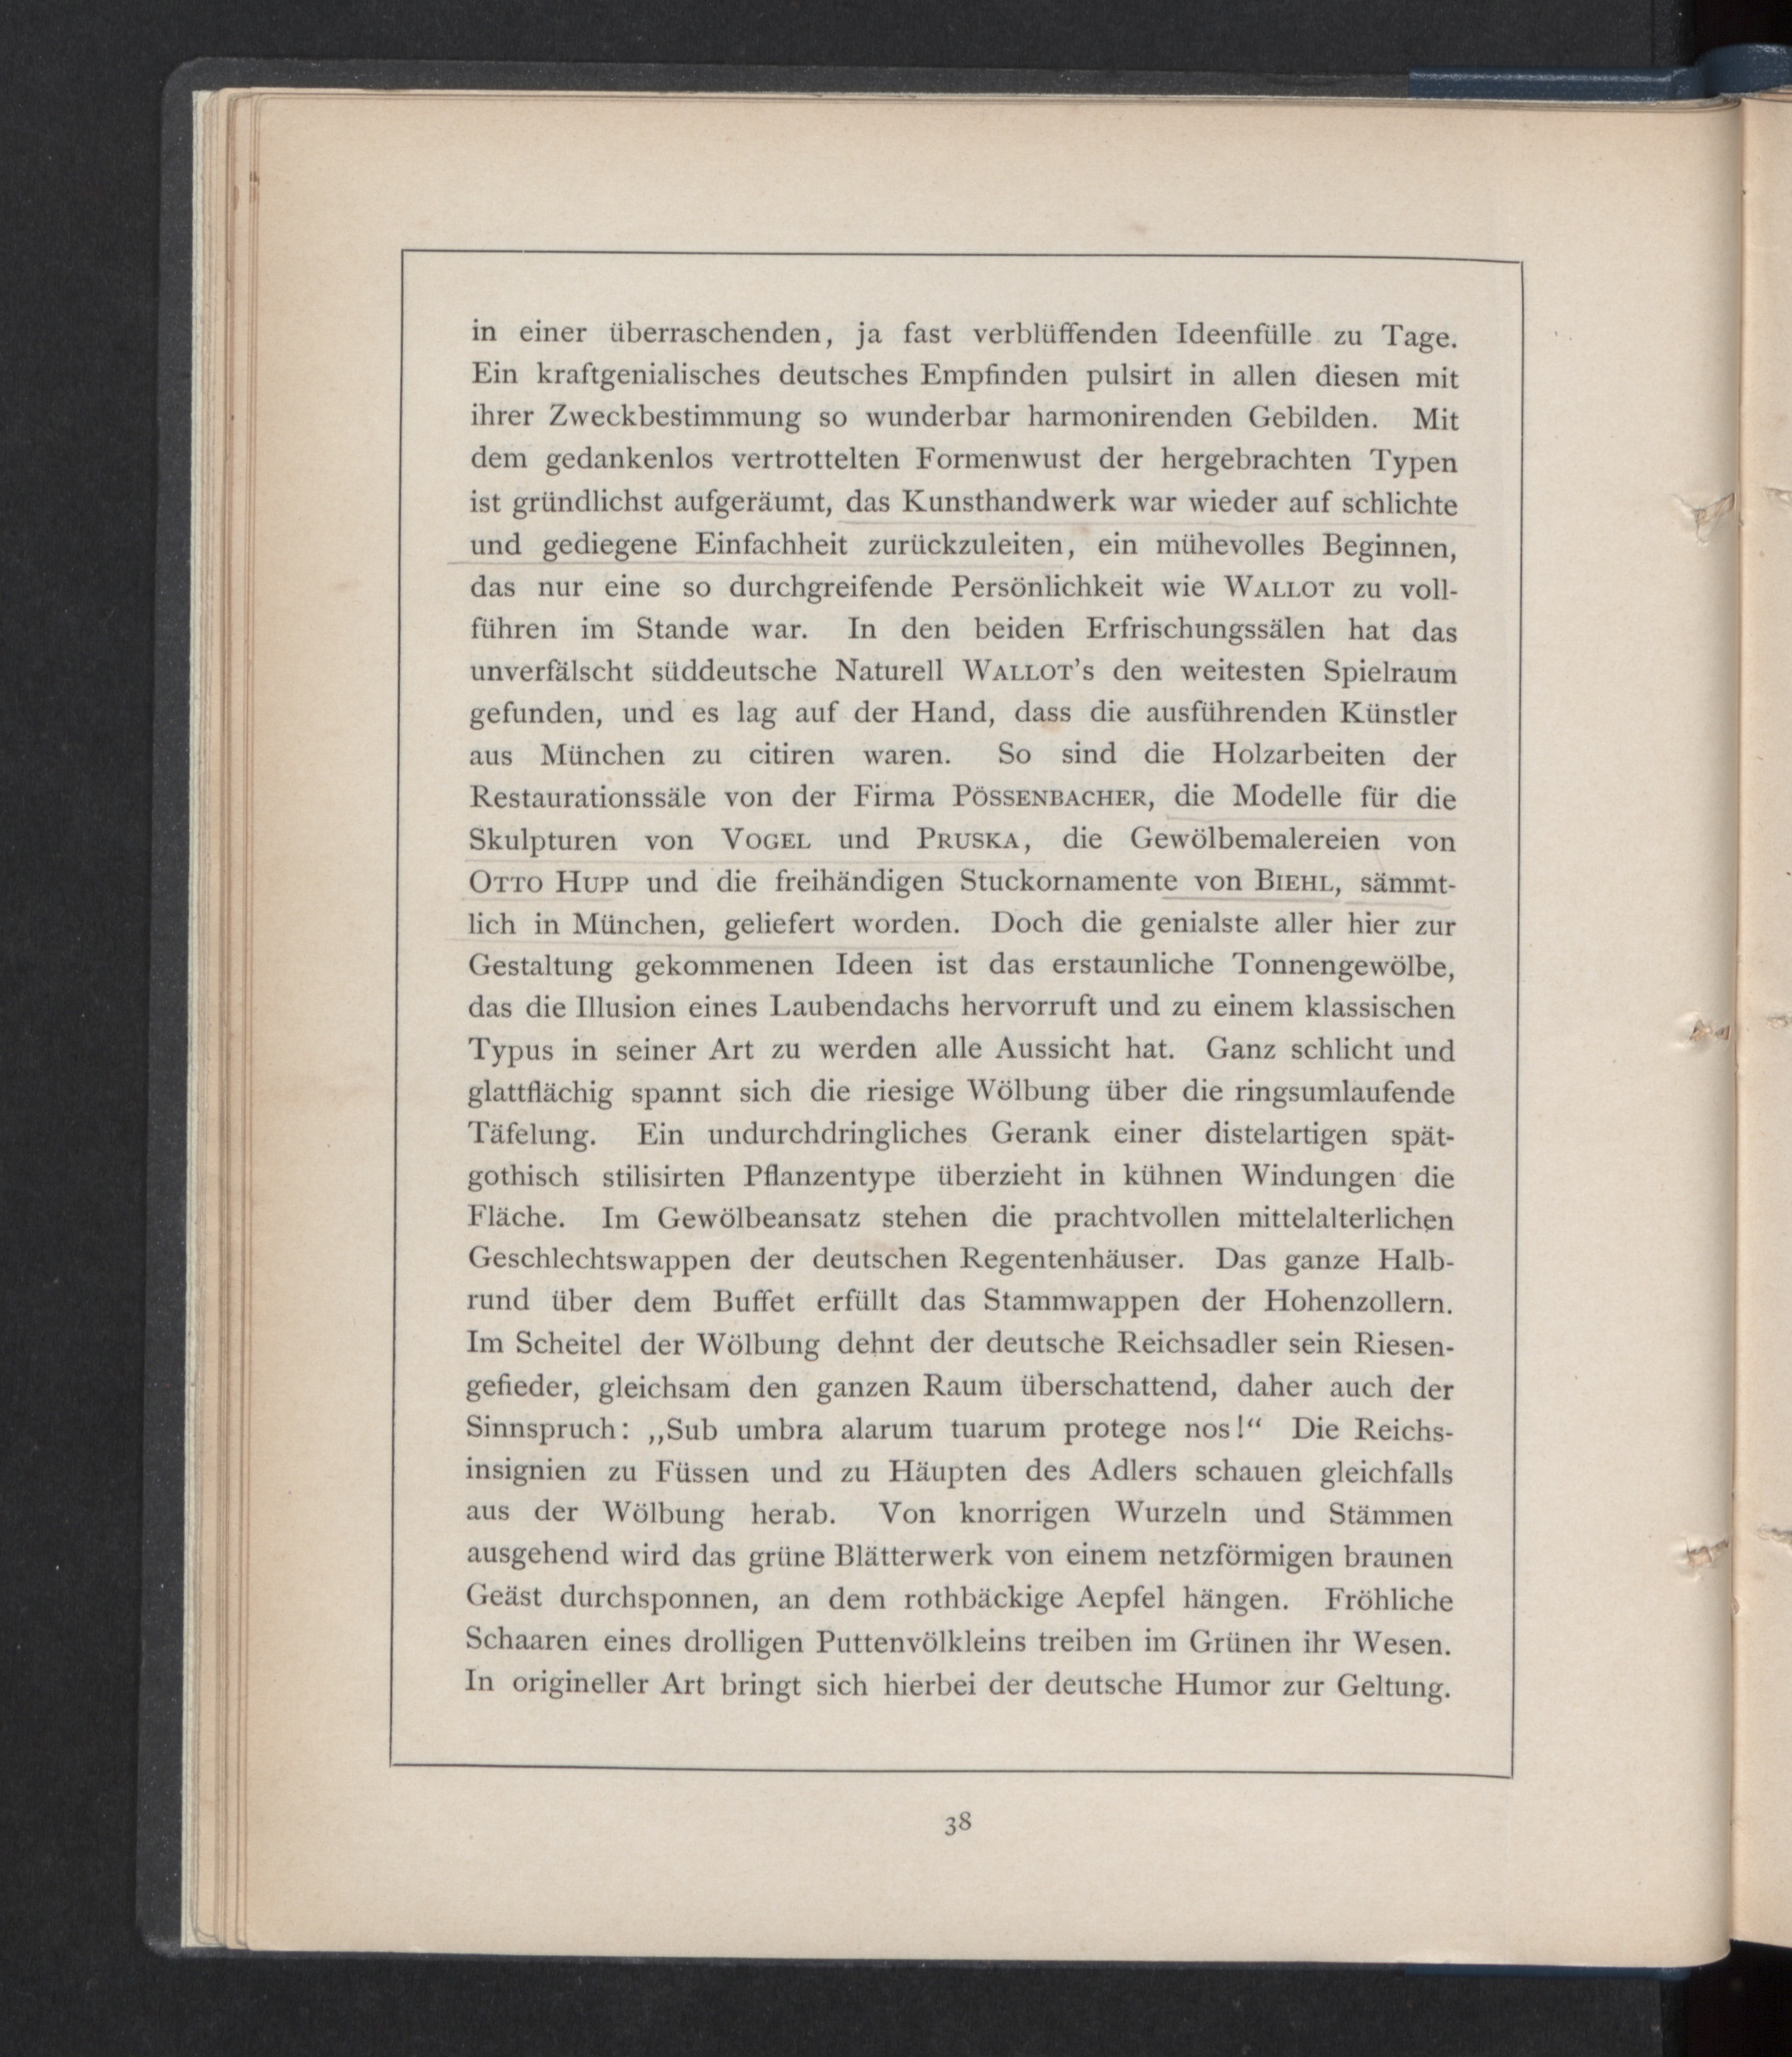 in einer überraschenden, ja fast verblüffenden Ideenfülle zu Tage.
Ein kraftgenialisches deutsches Empfinden pulsirt in allen diesen mit
ihrer Zweckbestimmung so wunderbar harmonirenden Gebilden. Mit
dem gedankenlos vertrottelten Formenwust der hergebrachten Typen
ist gründlichst aufgeräumt, das Kunsthandwerk war wieder auf schlichte
und gediegene Einfachheit zurückzuleiten, ein mühevolles Beginnen,
das nur eine so durchgreifende Persönlichkeit wie WALLOT zu voll-
führen im Stande war. In den beiden Erfrischungssälen hat das
unverfälscht süddeutsche Naturell WALLOT's den weitesten Spielraum
gefunden, und es lag auf der Hand, dass die ausführenden Künstler
aus München zu citiren waren. So sind die Holzarbeiten der
Restaurationssäle von der Firma PÖSSENBACHER, die Modelle für die
Skulpturen von VOGEL und PRUSKA, die Gewölbemalereien von
OTTO HUPP und die freihändigen Stuckornamente von BIEHL, sämmt-
lich in München, geliefert worden. Doch die genialste aller hier zur
Gestaltung gekommenen Ideen ist das erstaunliche Tonnengewölbe,
das die Illusion eines Laubendachs hervorruft und zu einem klassischen
Typus in seiner Art zu werden alle Aussicht hat. Ganz schlicht und
glattflächig spannt sich die riesige Wölbung über die ringsumlaufende
Täfelung. Ein undurchdringliches Gerank einer distelartigen spät-
gothisch stilisirten Pflanzentype überzieht in kühnen Windungen die
Fläche. Im Gewölbeansatz stehen die prachtvollen mittelalterlichen
Geschlechtswappen der deutschen Regentenhäuser. Das ganze Halb-
rund über dem Buffet erfüllt das Stammwappen der Hohenzollern.
Im Scheitel der Wölbung dehnt der deutsche Reichsadler sein Riesen-
gefieder, gleichsam den ganzen Raum überschattend, daher auch der
Sinnspruch: „Sub umbra alarum tuarum protege nos!“ Die Reichs-
insignien zu Füssen und zu Häupten des Adlers schauen gleichfalls
aus der Wölbung herab. Von knorrigen Wurzeln und Stämmen
ausgehend wird das grüne Blätterwerk von einem netzförmigen braunen
Geäst durchsponnen, an dem rothbäckige Aepfel hängen. Fröhliche
Schaaren eines drolligen Puttenvölkleins treiben im Grünen ihr Wesen.
In origineller Art bringt sich hierbei der deutsche Humor zur Geltung.
38